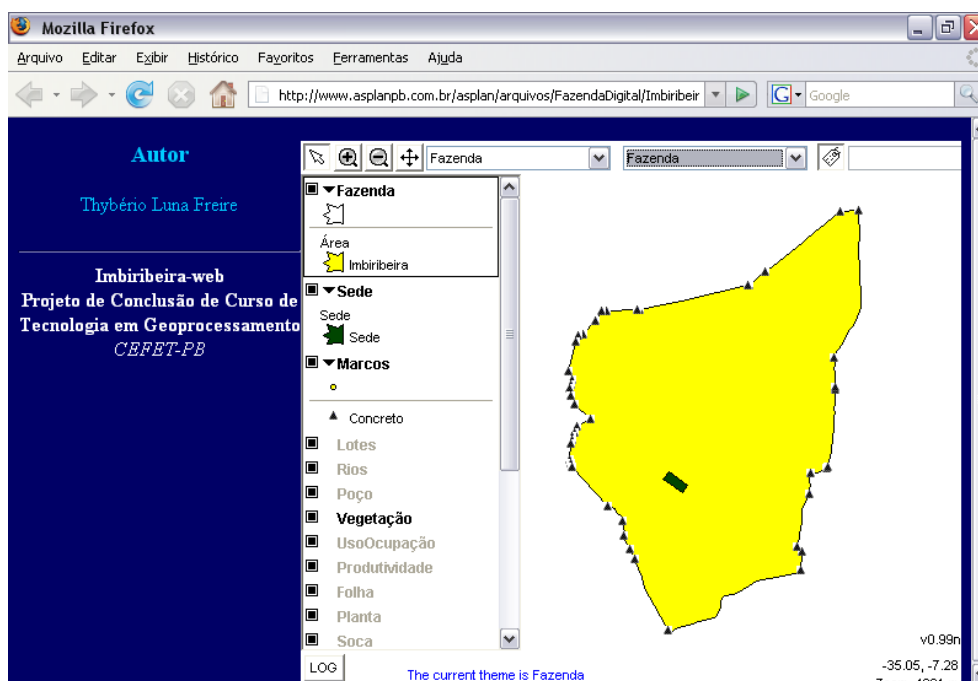 Mozilla Firefox
Arquivo Editar Exibir Histórico Favoritos Ferramentas Ajuda
http://www.asplanpb.com.br/asplan/arquivos/FazendaDigital/Imbiribeir G Google
Autor
Thybério Luna Freire
Imbiribeira-web
Projeto de Conclusão de Curso de
Tecnologia em Geoprocessamento
CEFET-PB
Fazenda Fazenda
Fazenda
Área
Imbiribeira
Sede
Sede
Sede
Marcos
Concreto
Lotes
Rios
Poço
Vegetação
UsoOcupação
Produtividade
Folha
Planta
Soca
LOG
The current theme is Fazenda
v0.99n
-35.05, -7.28